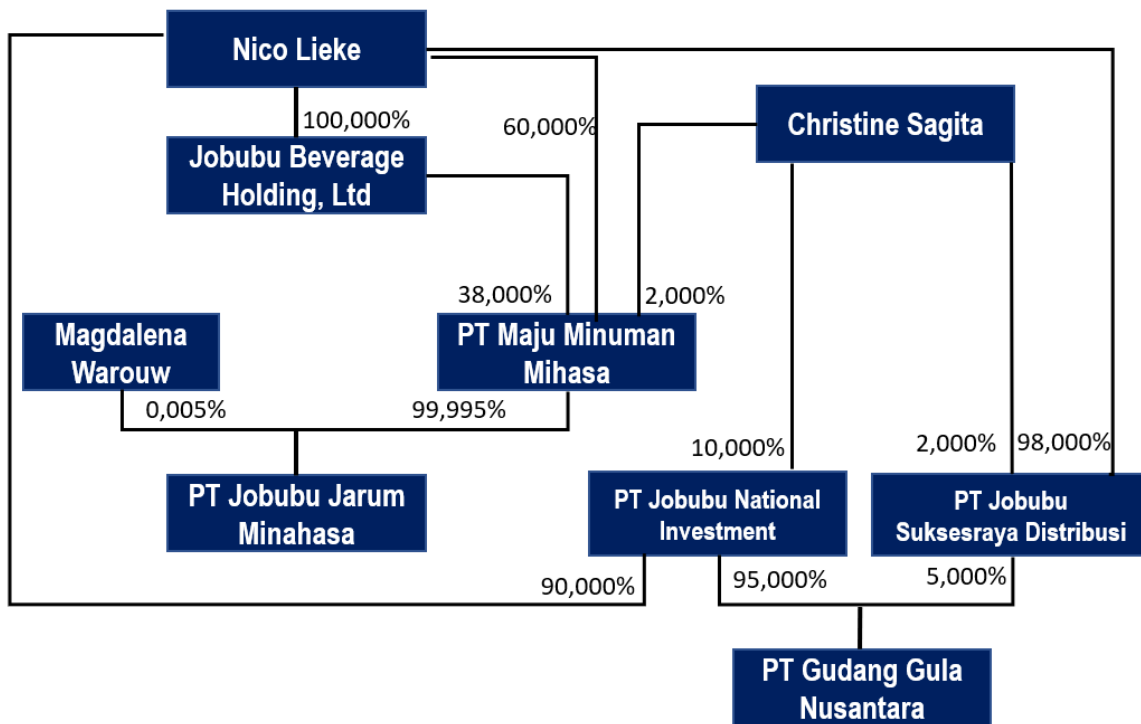 Nico Lieke
100,000%
60,000%
Christine Sagita
Jobubu Beverage
Holding, Ltd
38,000%
2,000%
Magdalena
Warouw
PT Maju Minuman
Mihasa
0,005%
99,995%
10,000%
2,000%
98,000%
PT Jobubu Jarum
Minahasa
PT Jobubu National
Investment
PT Jobubu
Suksesraya Distribusi
90,000%
95,000%
5,000%
PT Gudang Gula
Nusantara